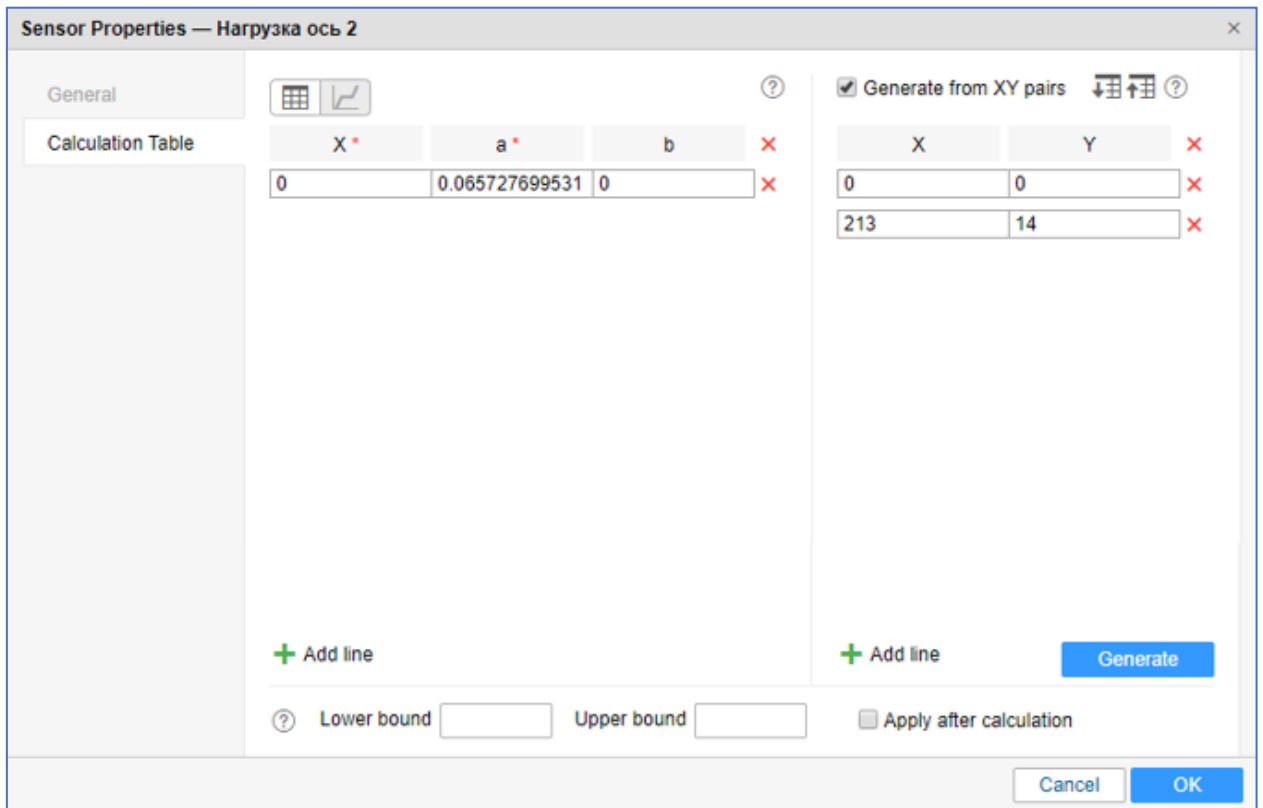 Sensor Properties — Нагрузка ось 2
General
Calculation Table
Generate from XY pairs
X * a * b
0 0.065727699531 0
X Y
0 0
213 14
Add line
Add line
Generate
Lower bound Upper bound Apply after calculation
Cancel OK